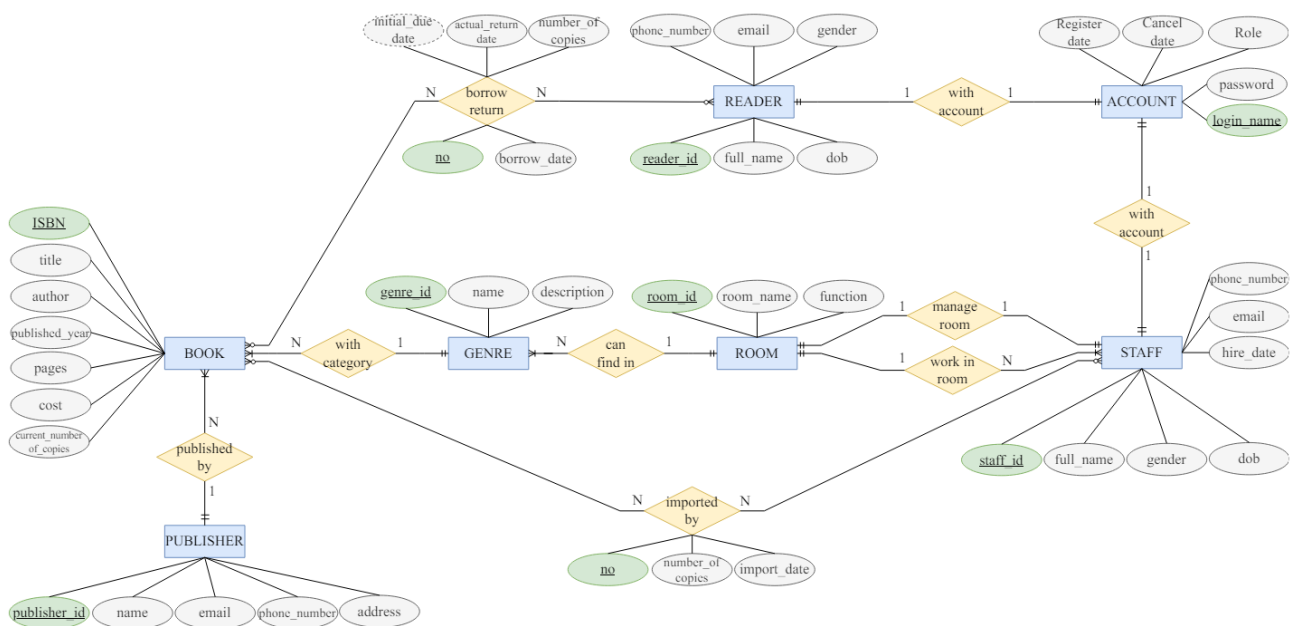 initial_due
date
actual_return
date
number_of
copies
phone_number
email
gender
Register
date
Cancel
date
Role
N
borrow
return
N
READER
1
with
account
1
ACCOUNT
password
login_name
no
borrow_date
reader_id
full_name
dob
1
with
account
1
ISBN
title
author
published_year
pages
cost
current_number
_of_copies
BOOK
N
with
category
1
genre_id
name
description
GENRE
N
can
find in
1
room_id
room_name
function
ROOM
1
manage
room
1
1
work in
room
N
STAFF
phone_number
email
hire_date
staff_id
full_name
gender
dob
N
published
by
1
PUBLISHER
publisher_id
name
email
phone_number
address
N
imported
by
N
no
number_of
copies
import_date